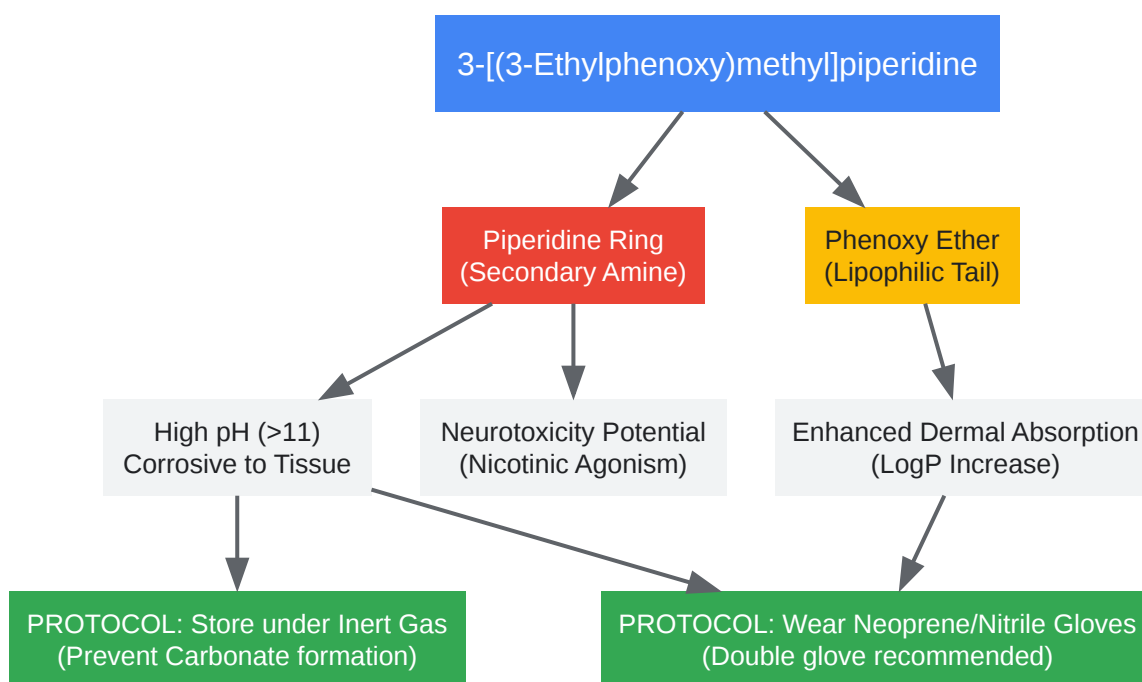 3-[(3-Ethylphenoxy)methyl]piperidine
Piperidine Ring
(Secondary Amine)
Phenoxy Ether
(Lipophilic Tail)
High pH (>11)
Corrosive to Tissue
Neurotoxicity Potential
(Nicotinic Agonism)
Enhanced Dermal Absorption
(LogP Increase)
PROTOCOL: Store under Inert Gas
(Prevent Carbonate formation)
PROTOCOL: Wear Neoprene/Nitrile Gloves
(Double glove recommended)